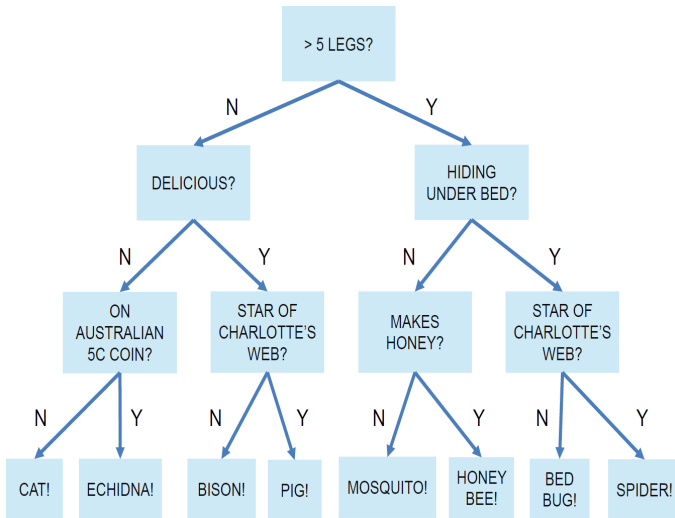 > 5 LEGS?
N
Y
DELICIOUS?
HIDING
UNDER BED?
N
Y
N
Y
ON
AUSTRALIAN
5C COIN?
STAR OF
CHARLOTTE'S
WEB?
MAKES
HONEY?
STAR OF
CHARLOTTE'S
WEB?
N
Y
N
Y
N
Y
N
Y
CAT!
ECHIDNA!
BISON!
PIG!
MOSQUITO!
HONEY
BEE!
BED
BUG!
SPIDER!